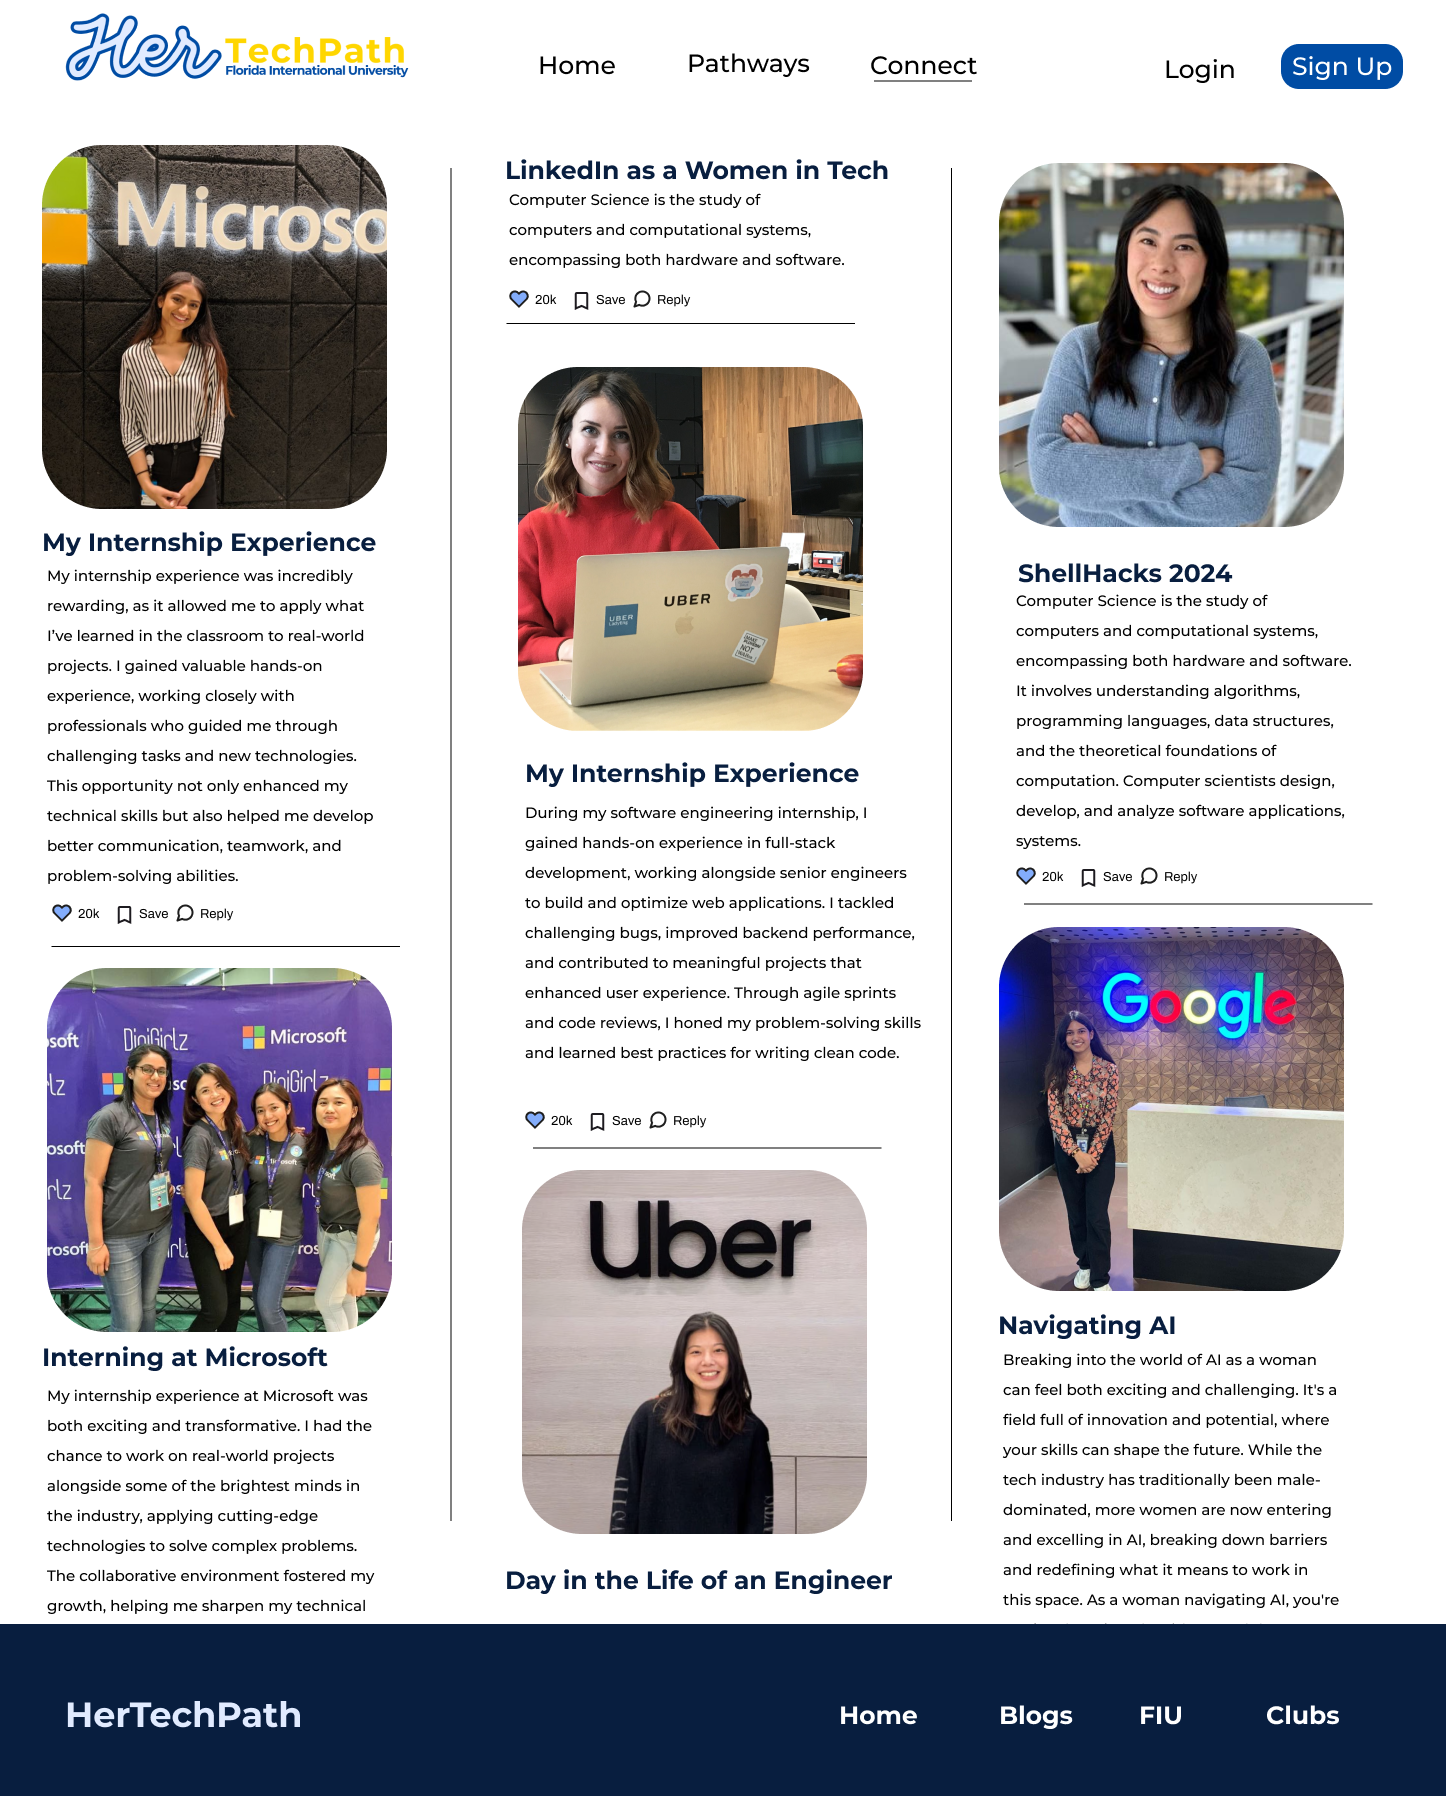 Her TechPath
Florida International University
Home
Pathways
Connect
Login
Sign Up
Microso
My Internship Experience
My internship experience was incredibly
rewarding, as it allowed me to apply what
I've learned in the classroom to real-world
projects. I gained valuable hands-on
experience, working closely with
professionals who guided me through
challenging tasks and new technologies.
This opportunity not only enhanced my
technical skills but also helped me develop
better communication, teamwork, and
problem-solving abilities.
20k Save Reply
DigiGirlz
Microsoft
DigiGirlz
Interning at Microsoft
My internship experience at Microsoft was
both exciting and transformative. I had the
chance to work on real-world projects
alongside some of the brightest minds in
the industry, applying cutting-edge
technologies to solve complex problems.
The collaborative environment fostered my
growth, helping me sharpen my technical
LinkedIn as a Women in Tech
Computer Science is the study of
computers and computational systems,
encompassing both hardware and software.
20k Save Reply
UBER
UBER
My Internship Experience
During my software engineering internship, I
gained hands-on experience in full-stack
development, working alongside senior engineers
to build and optimize web applications. I tackled
challenging bugs, improved backend performance,
and contributed to meaningful projects that
enhanced user experience. Through agile sprints
and code reviews, I honed my problem-solving skills
and learned best practices for writing clean code.
20k Save Reply
Uber
Day in the Life of an Engineer
ShellHacks 2024
Computer Science is the study of
computers and computational systems,
encompassing both hardware and software.
It involves understanding algorithms,
programming languages, data structures,
and the theoretical foundations of
computation. Computer scientists design,
develop, and analyze software applications,
systems.
20k Save Reply
Google
Navigating AI
Breaking into the world of AI as a woman
can feel both exciting and challenging. It's a
field full of innovation and potential, where
your skills can shape the future. While the
tech industry has traditionally been male-
dominated, more women are now entering
and excelling in AI, breaking down barriers
and redefining what it means to work in
this space. As a woman navigating AI, you're
HerTechPath
Home
Blogs
FIU
Clubs